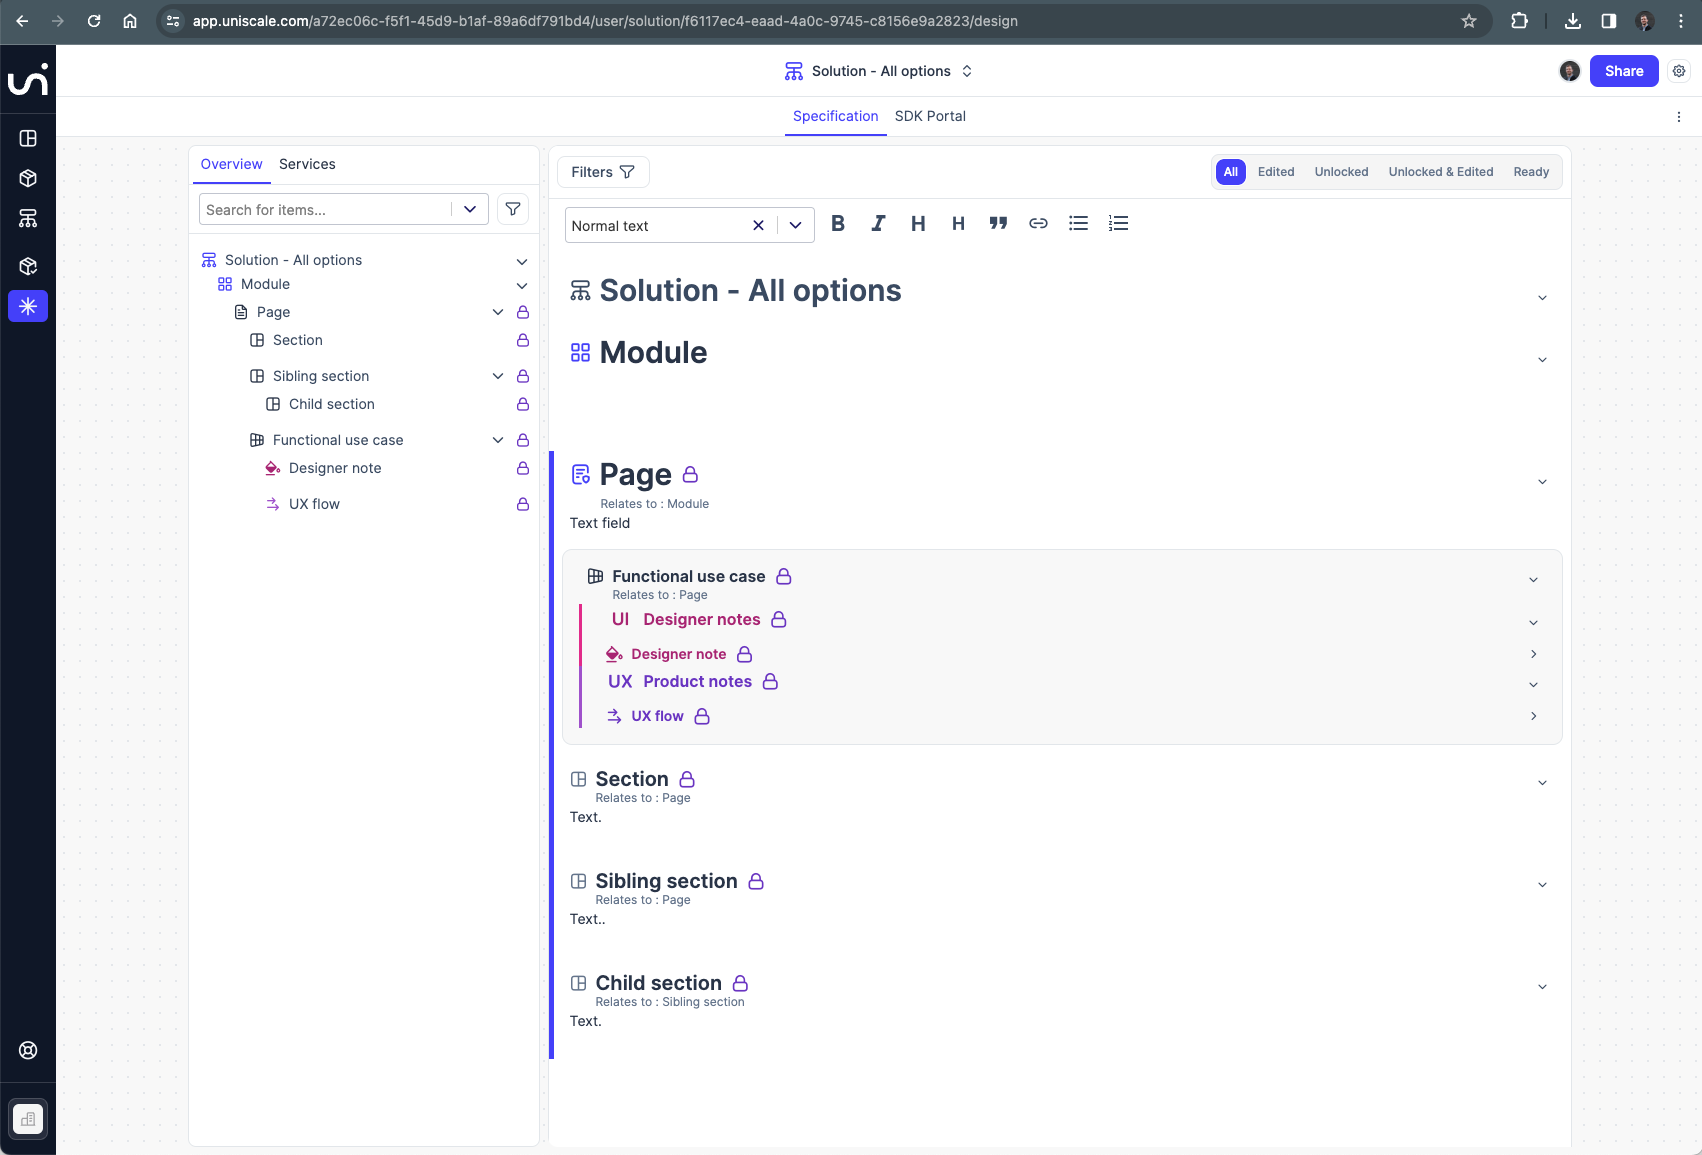 app.uniscale.com/a72ec06c-f5f1-45d9-b1af-89a6df791bd4/user/solution/f6117ec4-eaad-4a0c-9745-c8156e9a2823/design
uni
Solution - All options
Share
Specification
SDK Portal
Overview
Services
Search for items...
Solution - All options
Module
Page
Section
Sibling section
Child section
Functional use case
Designer note
UX flow
Filters
All
Edited
Unlocked
Unlocked & Edited
Ready
Normal text
B
I
H
H
Solution - All options
Module
Page
Relates to : Module
Text field
Functional use case
Relates to : Page
UI Designer notes
Designer note
UX Product notes
UX flow
Section
Relates to : Page
Text.
Sibling section
Relates to : Page
Text..
Child section
Relates to : Sibling section
Text.